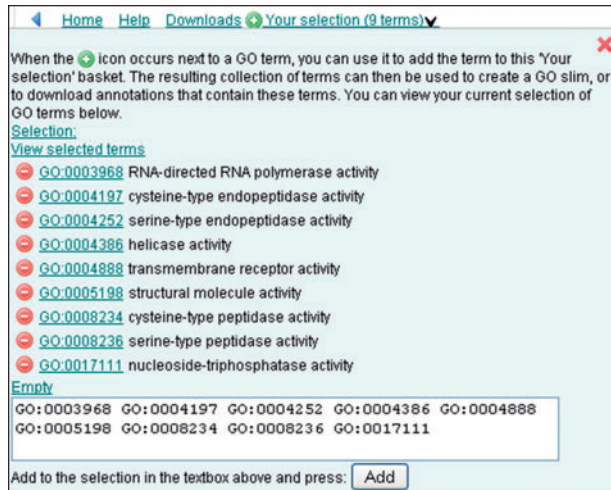 Home Help Downloads Your selection (9 terms)
When the icon occurs next to a GO term, you can use it to add the term to this 'Your
selection' basket. The resulting collection of terms can then be used to create a GO slim, or
to download annotations that contain these terms. You can view your current selection of
GO terms below.
Selection:
View selected terms
GO:0003968 RNA-directed RNA polymerase activity
GO:0004197 cysteine-type endopeptidase activity
GO:0004252 serine-type endopeptidase activity
GO:0004386 helicase activity
GO:0004888 transmembrane receptor activity
GO:0005198 structural molecule activity
GO:0008234 cysteine-type peptidase activity
GO:0008236 serine-type peptidase activity
GO:0017111 nucleoside-triphosphatase activity
Empty
GO:0003968 GO:0004197 GO:0004252 GO:0004386 GO:0004888
GO:0005198 GO:0008234 GO:0008236 GO:0017111
Add to the selection in the textbox above and press: Add